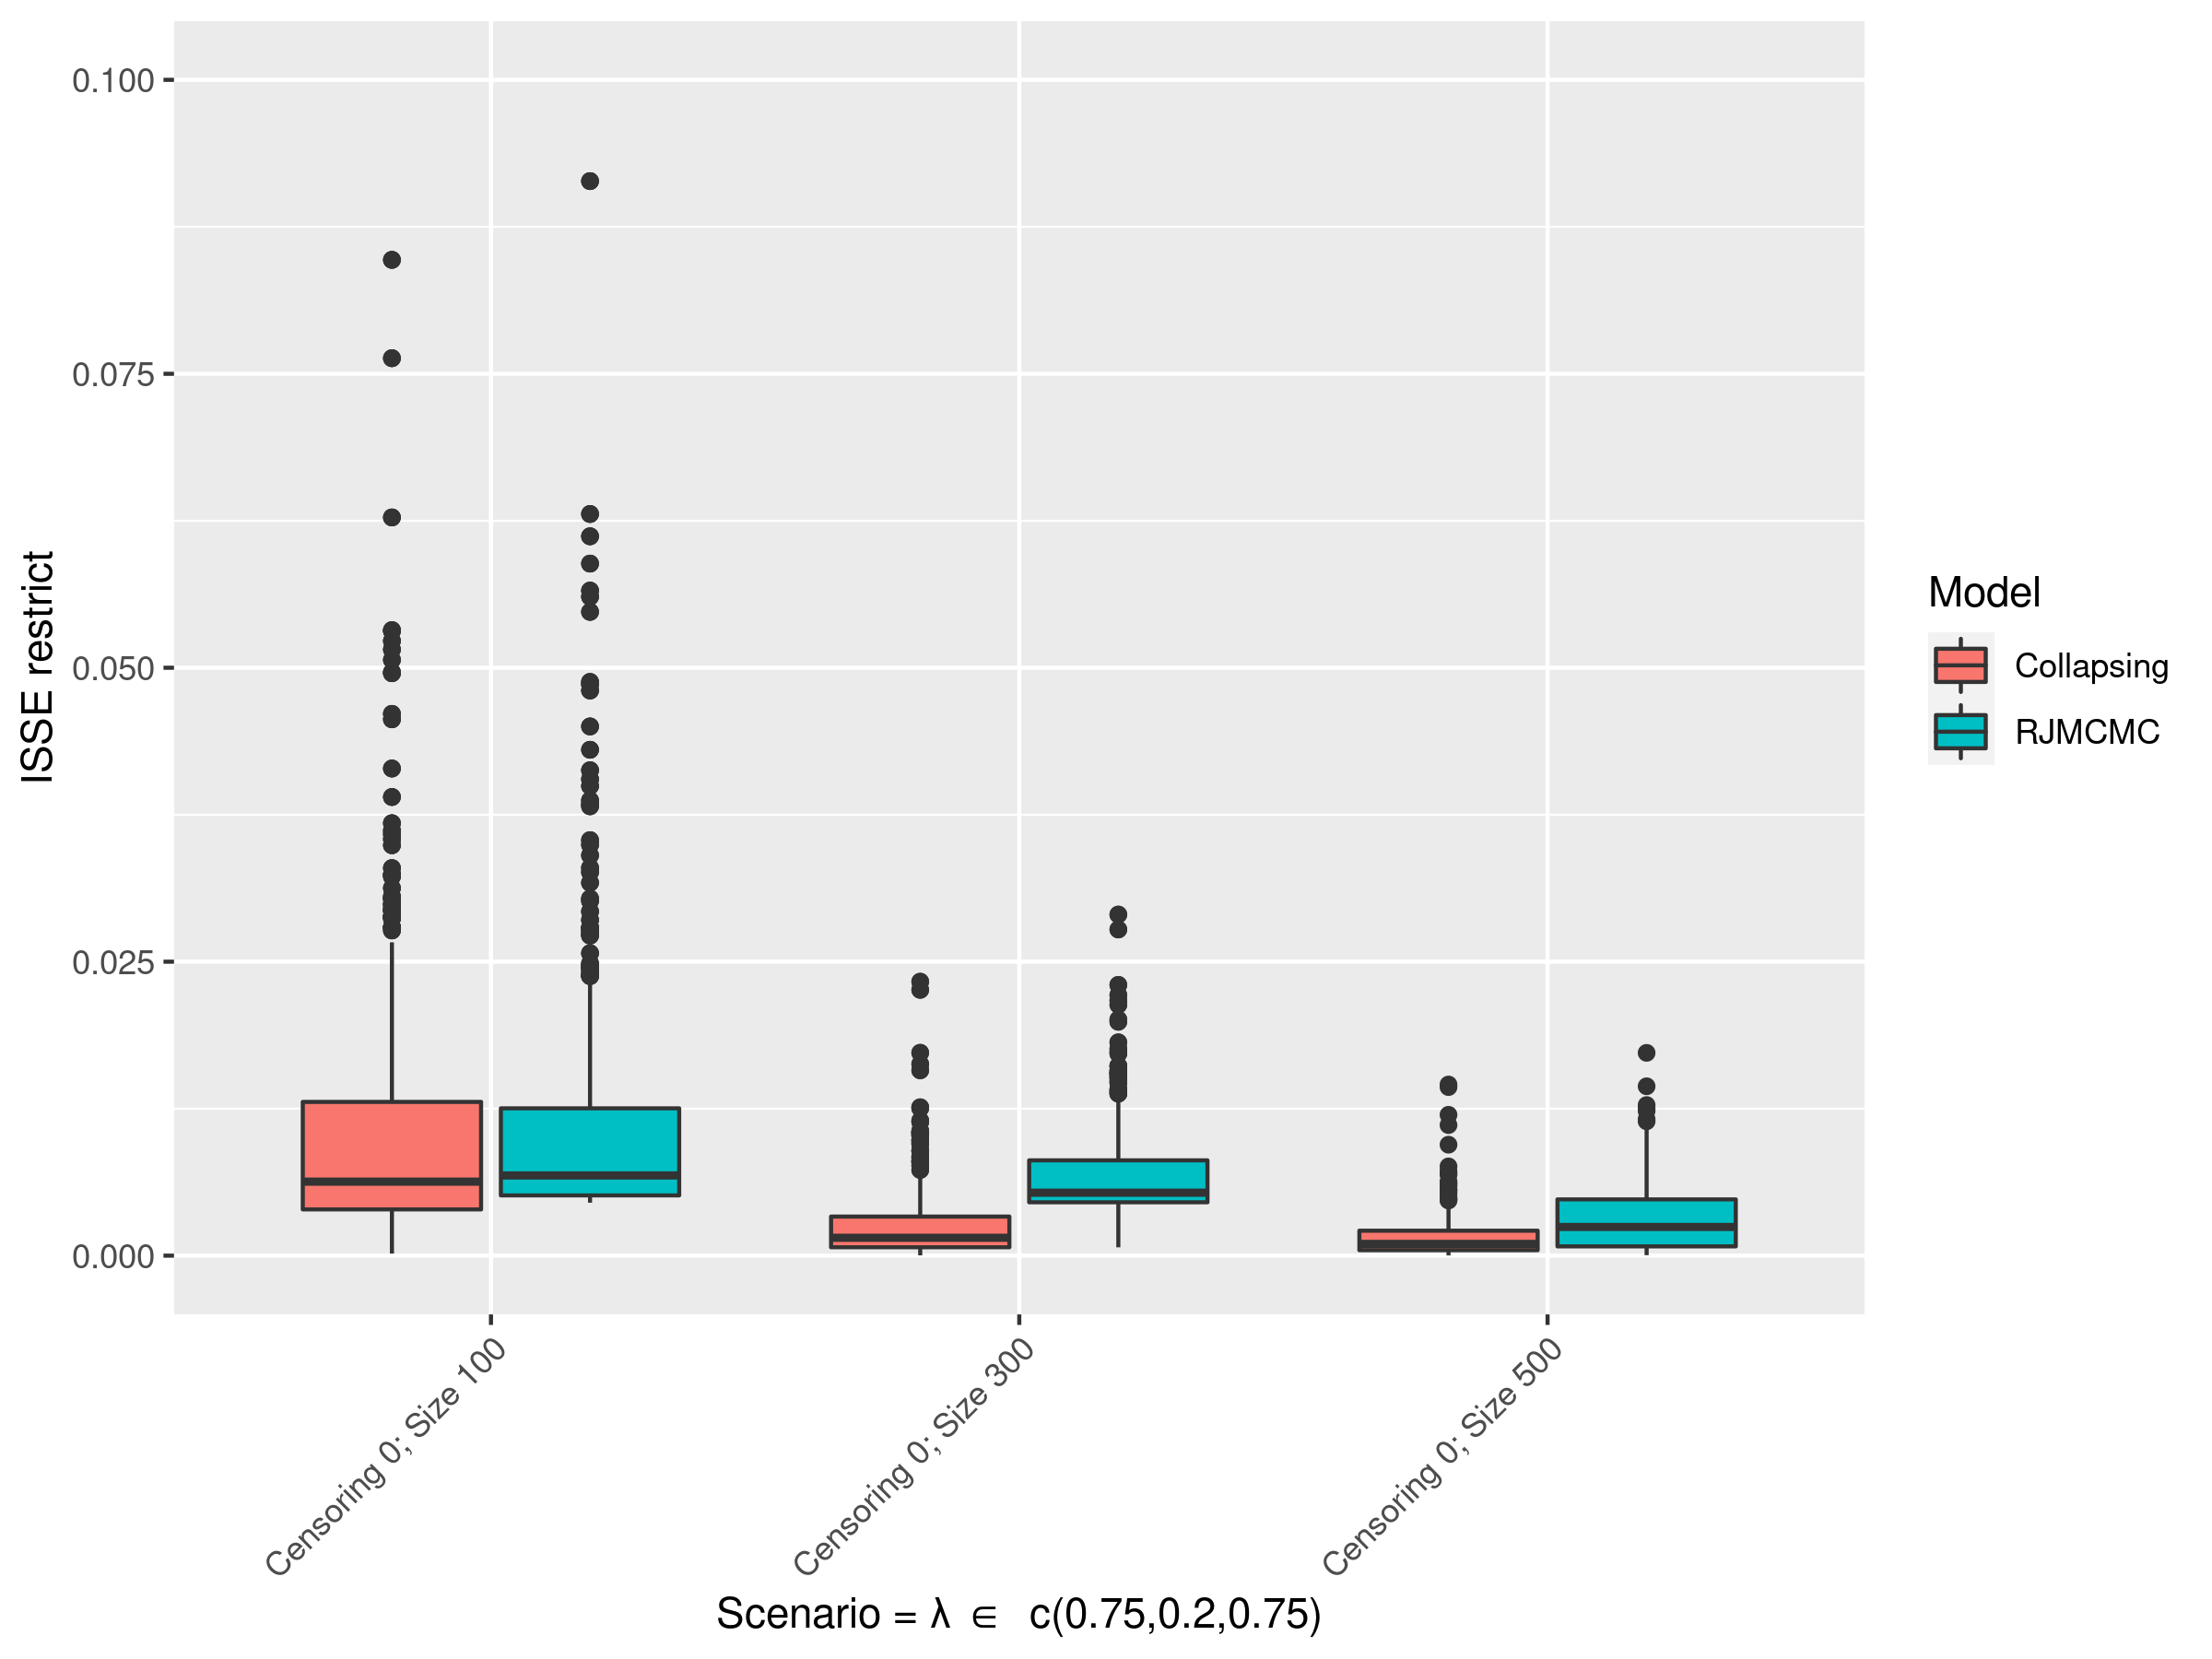 0.100
0.075
0.050
0.025
0.000
ISSE restrict
Censoring 0; Size 100
Censoring 0; Size 300
Censoring 0; Size 500
Scenario = λ ∈ c(0.75,0.2,0.75)
Model
Collapsing
RJMCMC